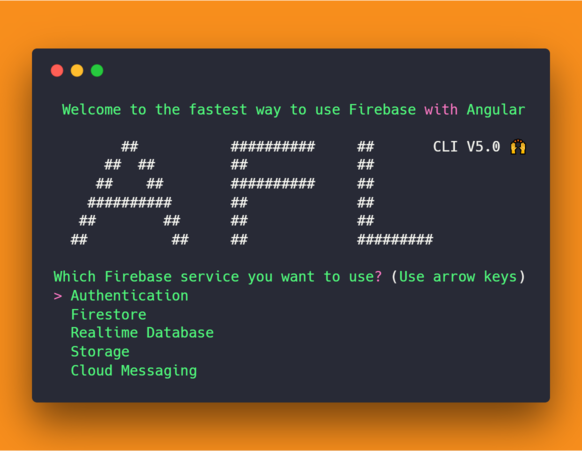 Welcome to the fastest way to use Firebase with Angular
      ##           ##########     ##       CLI V5.0 🙌
    ##  ##         ##             ##
   ##    ##        ##########     ##
  ##########       ##             ##
 ##        ##      ##             ##
##          ##     ##             #########
Which Firebase service you want to use? (Use arrow keys)
> Authentication
Firestore
Realtime Database
Storage
Cloud Messaging